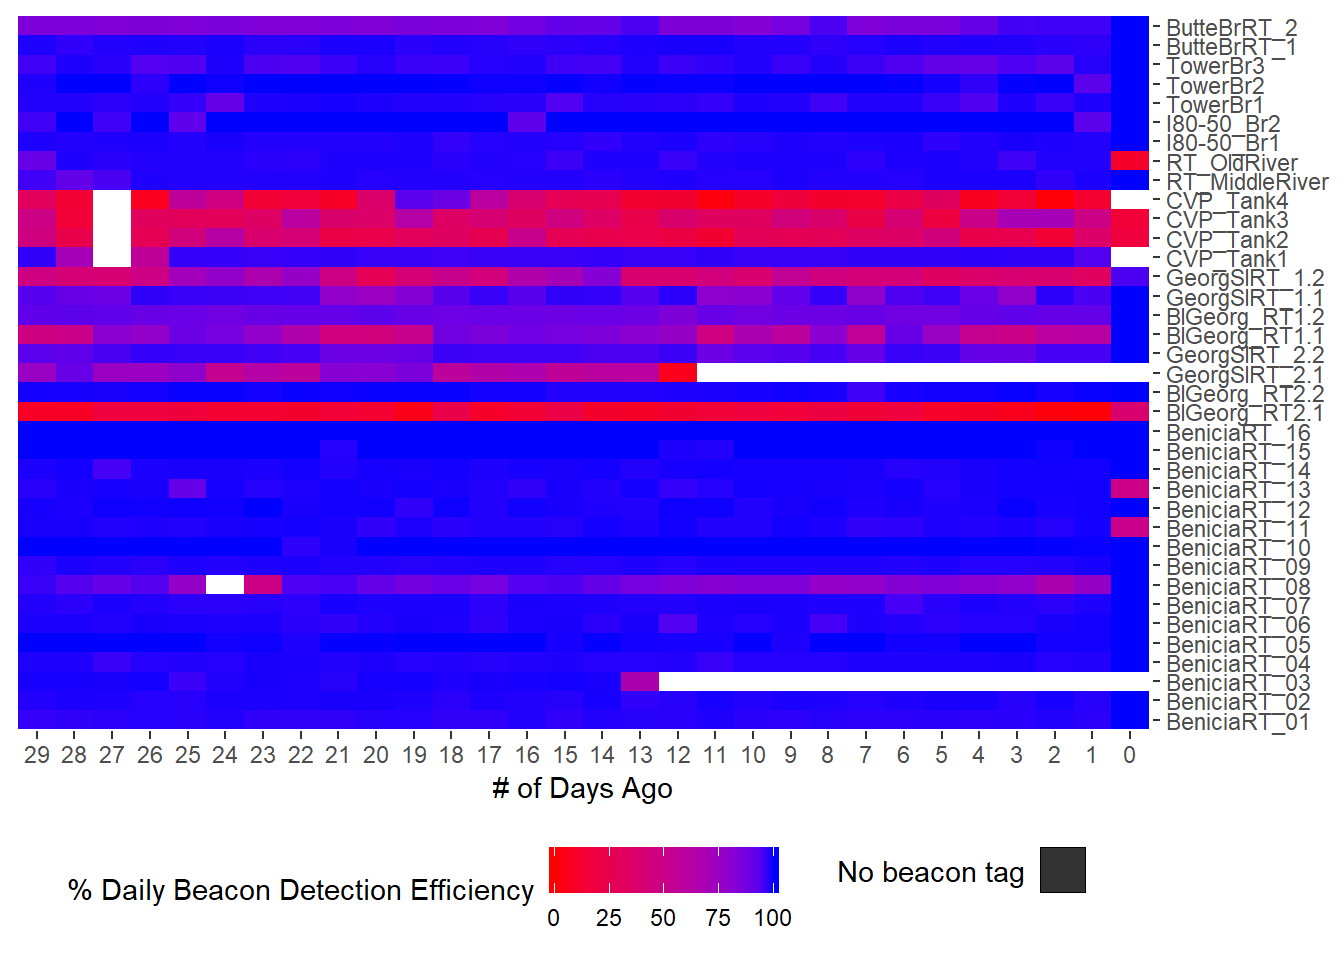 ButteBrRT_2
ButteBrRT_1
TowerBr3
TowerBr2
TowerBr1
I80-50_Br2
I80-50_Br1
RT_OldRiver
RT_MiddleRiver
CVP_Tank4
CVP_Tank3
CVP_Tank2
CVP_Tank1
GeorgSlRT_1.2
GeorgSlRT_1.1
BlGeorg_RT1.2
BlGeorg_RT1.1
GeorgSlRT_2.2
GeorgSlRT_2.1
BlGeorg_RT2.2
BlGeorg_RT2.1
BeniciaRT_16
BeniciaRT_15
BeniciaRT_14
BeniciaRT_13
BeniciaRT_12
BeniciaRT_11
BeniciaRT_10
BeniciaRT_09
BeniciaRT_08
BeniciaRT_07
BeniciaRT_06
BeniciaRT_05
BeniciaRT_04
BeniciaRT_03
BeniciaRT_02
BeniciaRT_01
29 28 27 26 25 24 23 22 21 20 19 18 17 16 15 14 13 12 11 10 9 8 7 6 5 4 3 2 1 0
# of Days Ago
% Daily Beacon Detection Efficiency
0 25 50 75 100
No beacon tag